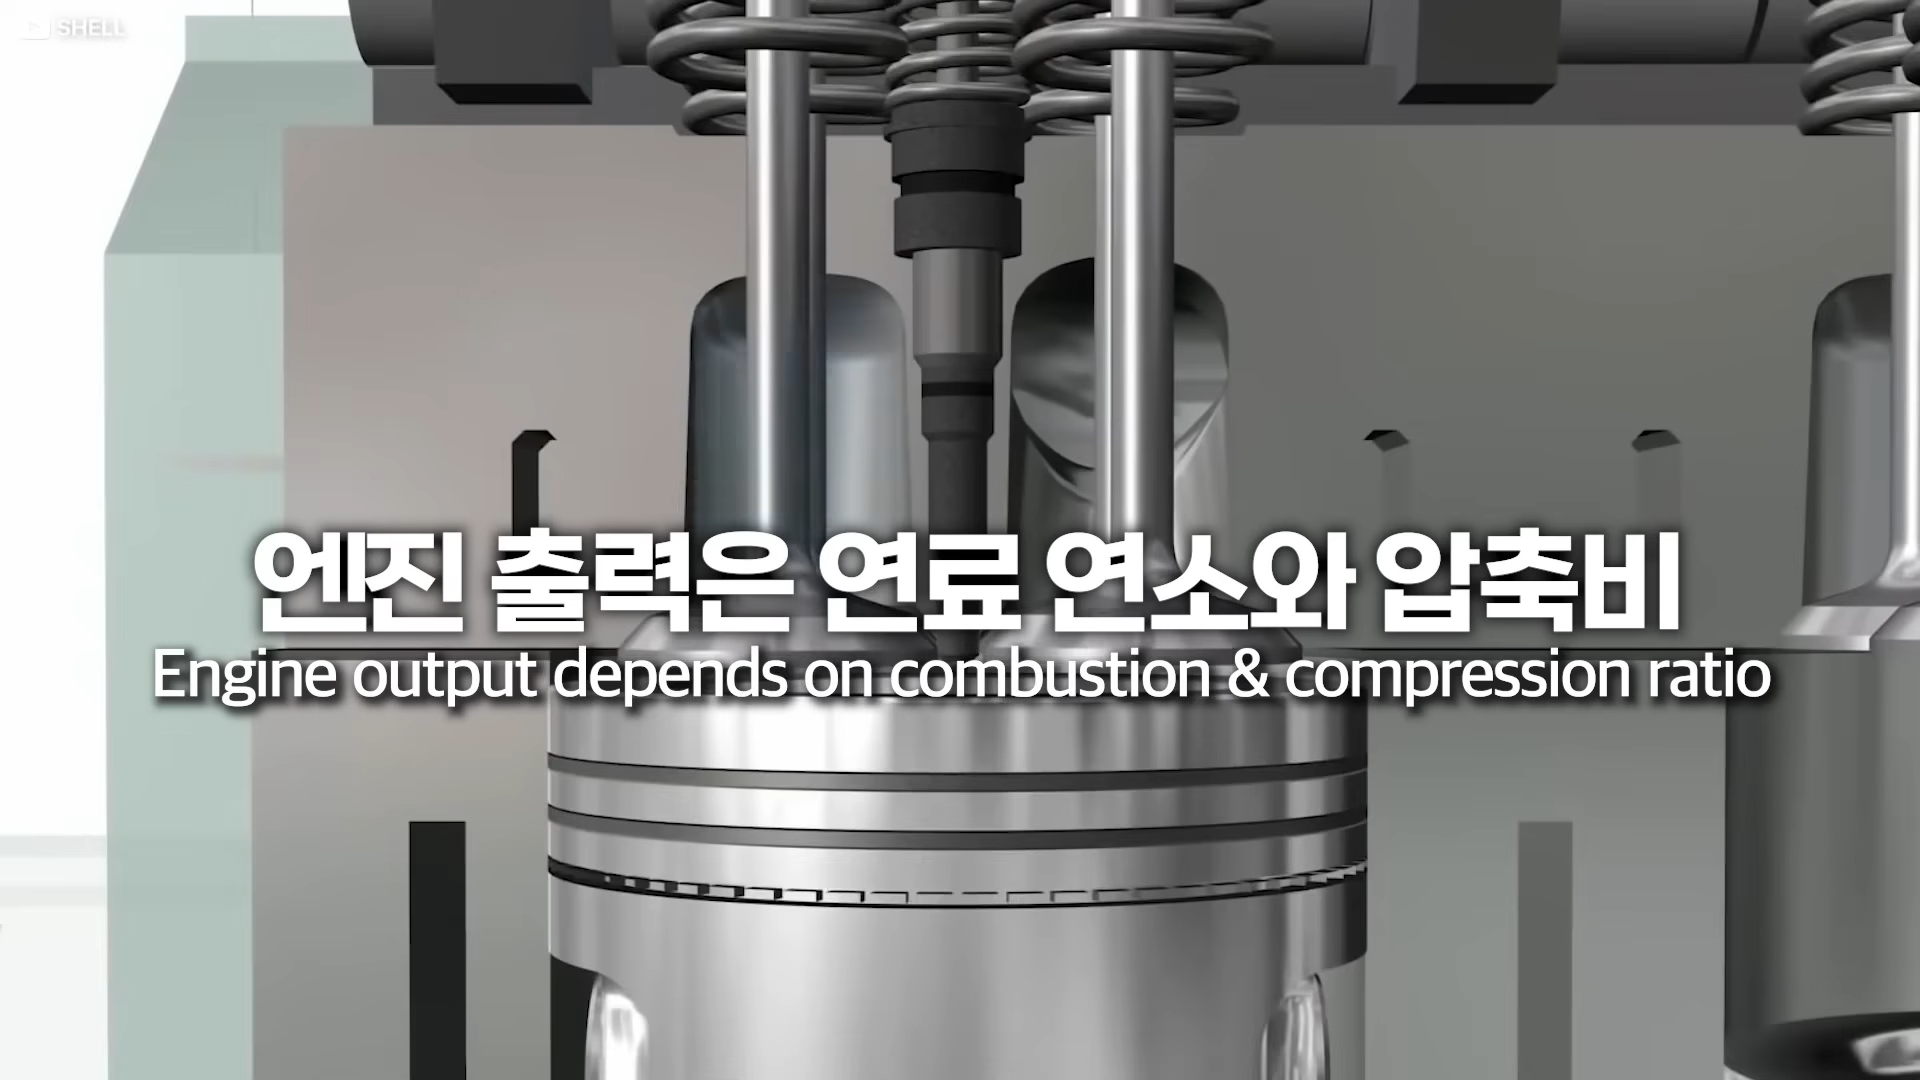 SHELL
엔진 출력은 연료 연소와 압축비
Engine output depends on combustion & compression ratio